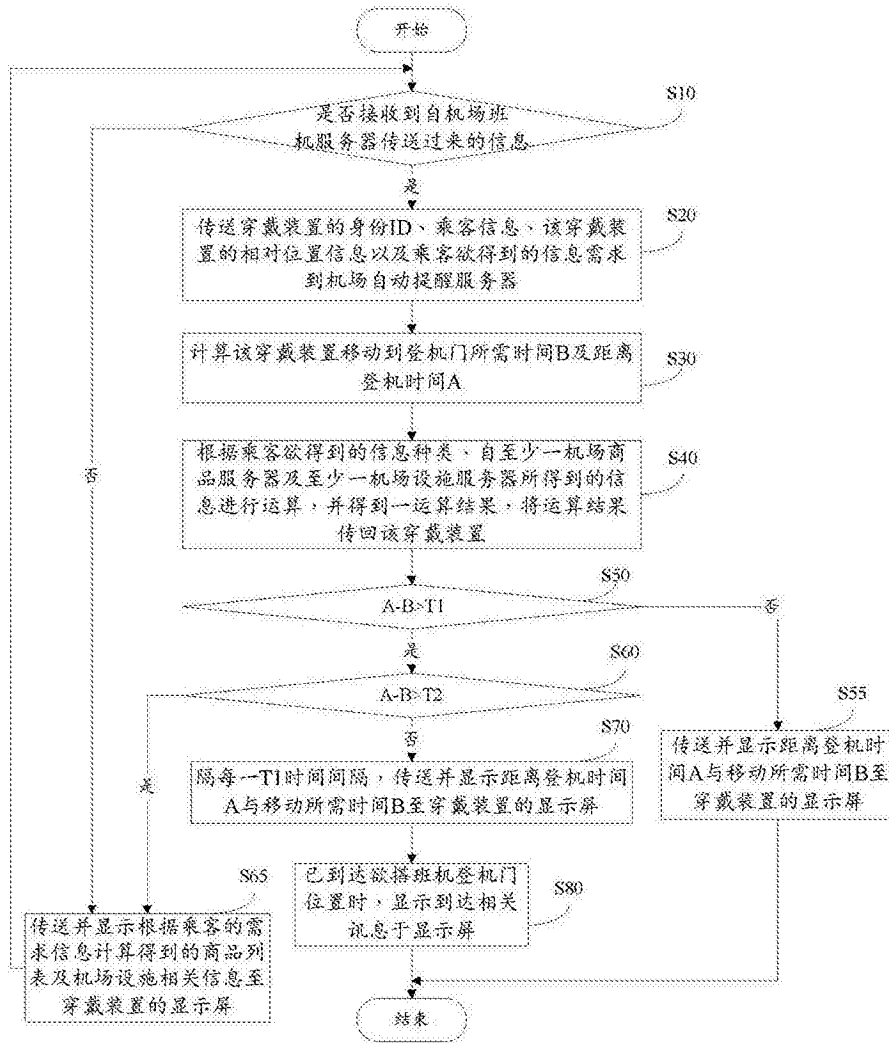 开始
S10
是否接收到自机场班
机服务器传送过来的信息
是
S20
传送穿戴装置的身份ID、乘客信息、该穿戴装
置的相对位置信息以及乘客欲得到的信息需求
到机场自动提醒服务器
计算该穿戴装置移动到登机门所需时间B及距离
登机时间A
S30
根据乘客欲得到的信息种类、自至少一机场商
品服务器及至少一机场设施服务器所得到的信
息进行运算，并得到一运算结果，将运算结果
传回该穿戴装置
S40
否
S50
A-B>T1
否
是
S60
A-B>T2
否
是
S70
隔每一T1时间间隔，传送并显示距离登机时间
A与移动所需时间B至穿戴装置的显示屏
S55
传送并显示距离登机时
间A与移动所需时间B至
穿戴装置的显示屏
已到达欲搭班机登机门
位置时，显示到达相关
讯息于显示屏
S80
S65
传送并显示根据乘客的需
求信息计算得到的商品列
表及机场设施相关信息至
穿戴装置的显示屏
结束